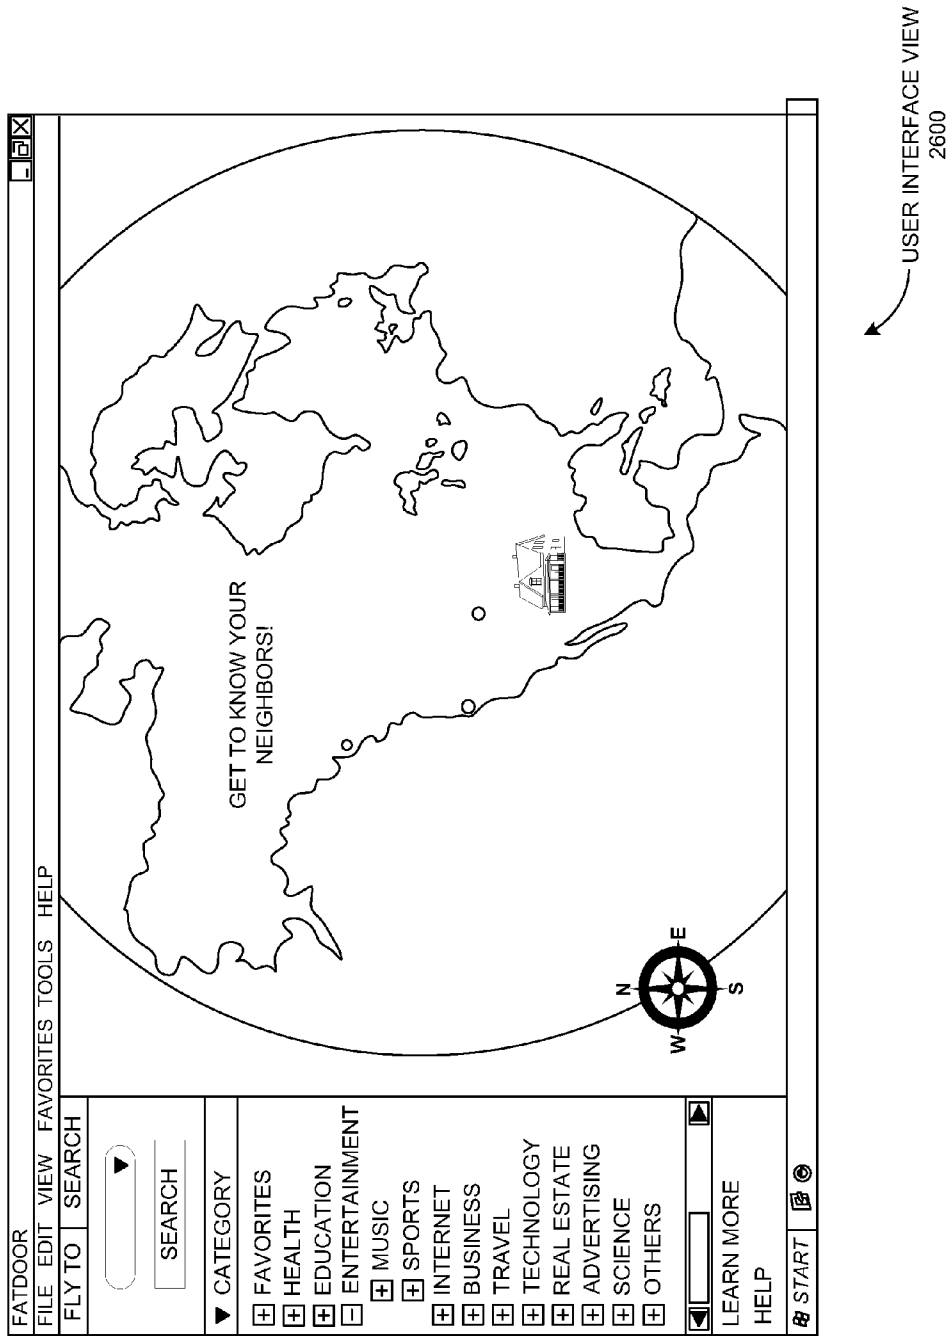 FATDOOR
FILE EDIT VIEW FAVORITES TOOLS HELP
FLY TO SEARCH
SEARCH
CATEGORY
FAVORITES
HEALTH
EDUCATION
ENTERTAINMENT
MUSIC
SPORTS
INTERNET
BUSINESS
TRAVEL
TECHNOLOGY
REAL ESTATE
ADVERTISING
SCIENCE
OTHERS
LEARN MORE
HELP
START
GET TO KNOW YOUR
NEIGHBORS!
N
W E
S
USER INTERFACE VIEW
2600